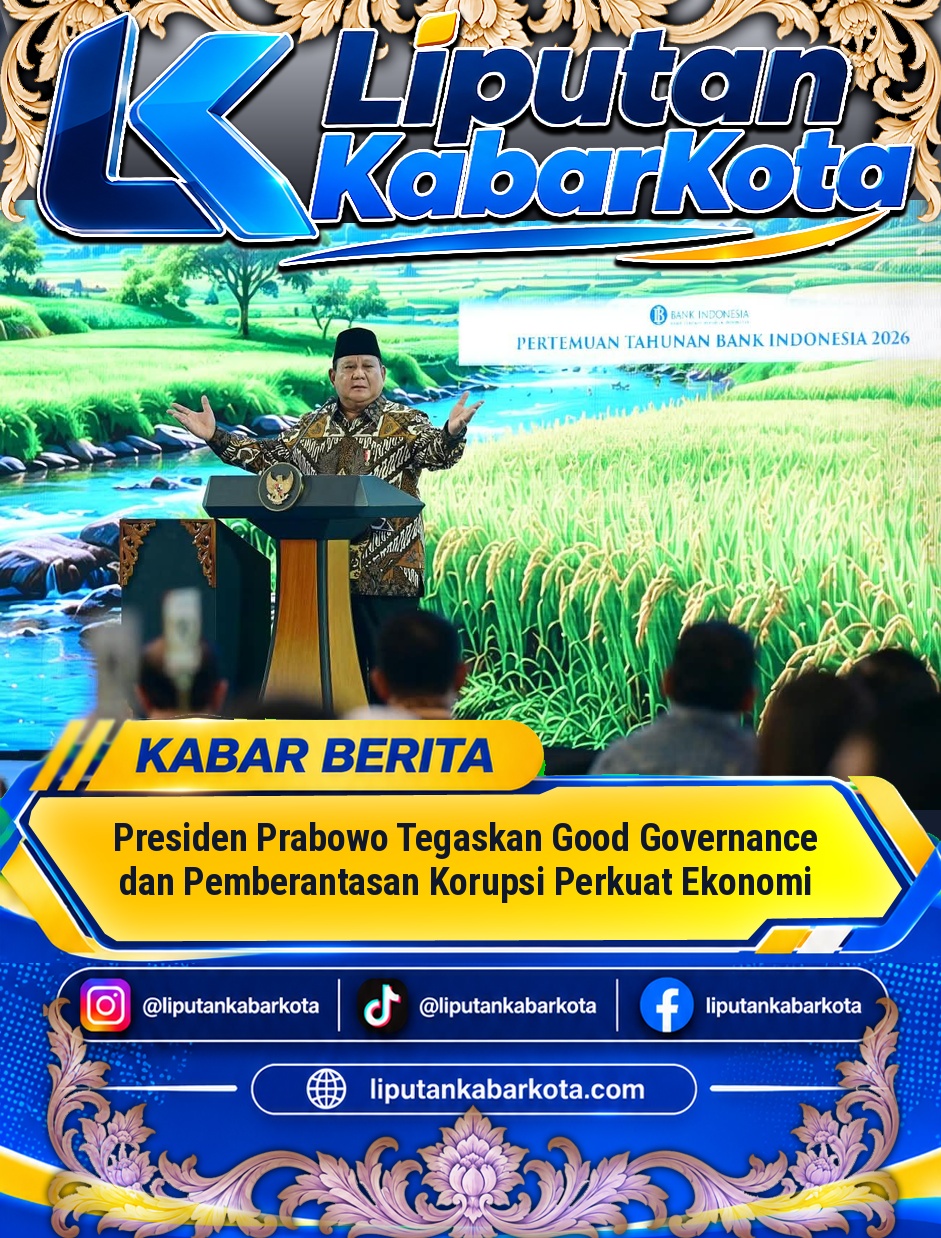 LK
Liputan
KabarKota
BANK INDONESIA
PERTEMUAN TAHUNAN BANK INDONESIA 2026
KABAR BERITA
Presiden Prabowo Tegaskan Good Governance
dan Pemberantasan Korupsi Perkuat Ekonomi
@liputankabarkota
@liputankabarkota
liputankabarkota
liputankabarkota.com